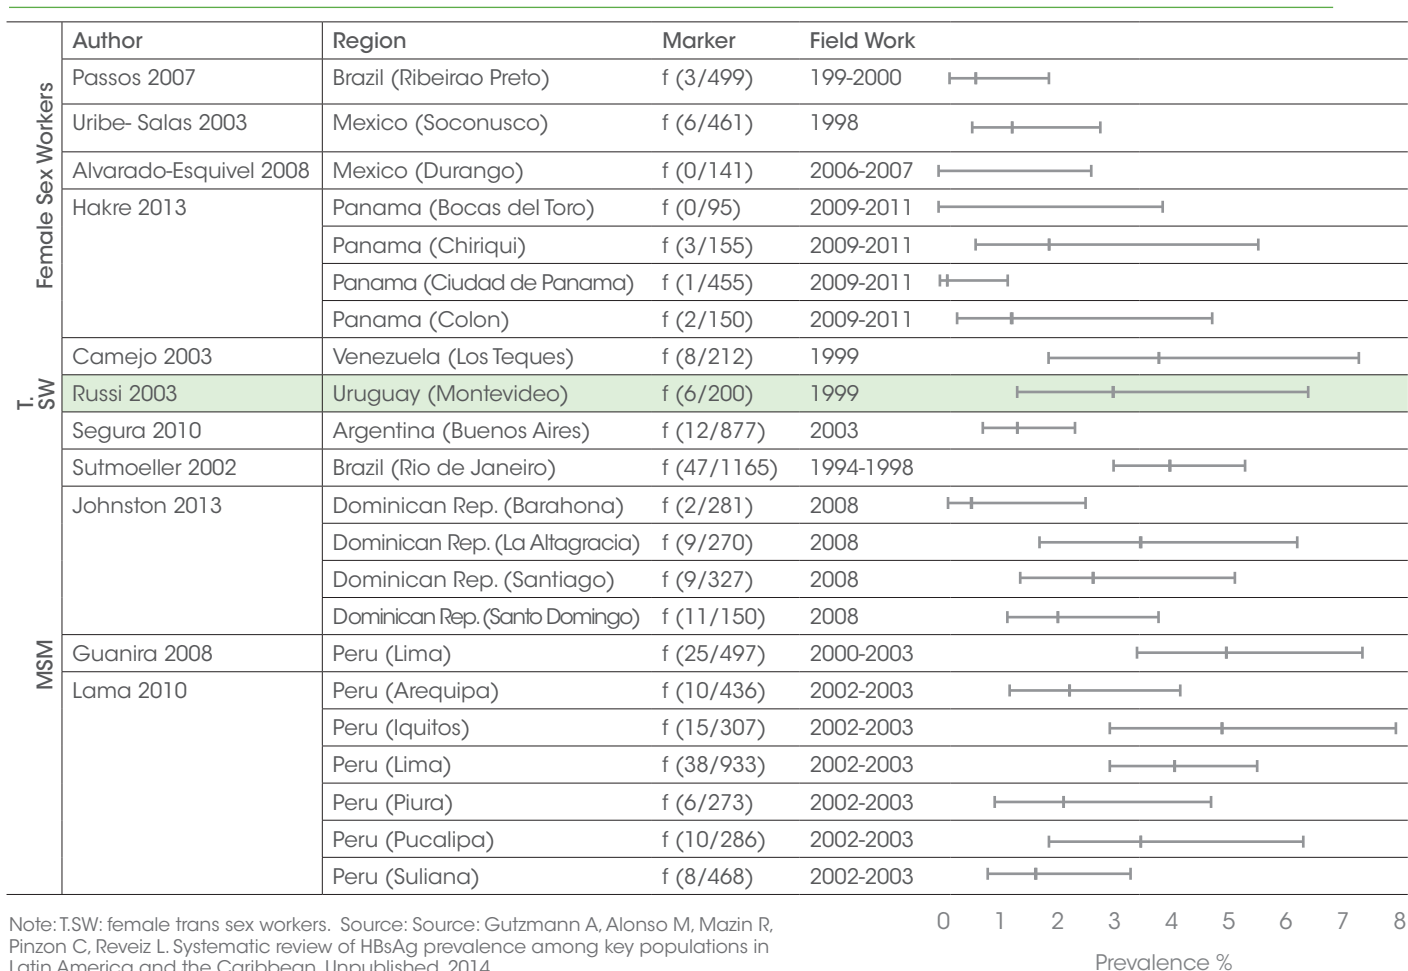 Author Region Marker Field Work
Female Sex Workers
Passos 2007 Brazil (Ribeirao Preto) f (3/499) 199-2000
Uribe- Salas 2003 Mexico (Soconusco) f (6/461) 1998
Alvarado-Esquivel 2008 Mexico (Durango) f (0/141) 2006-2007
Hakre 2013 Panama (Bocas del Toro) f (0/95) 2009-2011
Panama (Chiriqui) f (3/155) 2009-2011
Panama (Ciudad de Panama) f (1/455) 2009-2011
Panama (Colon) f (2/150) 2009-2011
Camejo 2003 Venezuela (Los Teques) f (8/212) 1999
T.
SW
Russi 2003 Uruguay (Montevideo) f (6/200) 1999
MSM
Segura 2010 Argentina (Buenos Aires) f (12/877) 2003
Sutmoeller 2002 Brazil (Rio de Janeiro) f (47/1165) 1994-1998
Johnston 2013 Dominican Rep. (Barahona) f (2/281) 2008
Dominican Rep. (La Altagracia) f (9/270) 2008
Dominican Rep. (Santiago) f (9/327) 2008
Dominican Rep. (Santo Domingo) f (11/150) 2008
Guanira 2008 Peru (Lima) f (25/497) 2000-2003
Lama 2010 Peru (Arequipa) f (10/436) 2002-2003
Peru (Iquitos) f (15/307) 2002-2003
Peru (Lima) f (38/933) 2002-2003
Peru (Piura) f (6/273) 2002-2003
Peru (Pucalipa) f (10/286) 2002-2003
Peru (Suliana) f (8/468) 2002-2003
0 1 2 3 4 5 6 7 8
Prevalence %
Note: T.SW: female trans sex workers. Source: Source: Gutzmann A, Alonso M, Mazin R,
Pinzon C, Reveiz L. Systematic review of HBsAg prevalence among key populations in
Latin America and the Caribbean. Unpublished, 2014